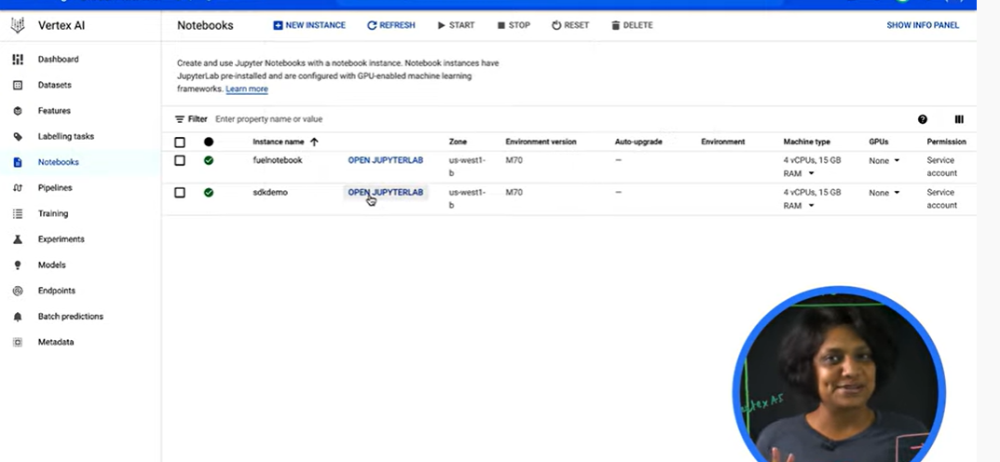 Vertex AI
Notebooks
NEW INSTANCE
REFRESH
START
STOP
RESET
DELETE
SHOW INFO PANEL
Dashboard
Datasets
Features
Labelling tasks
Notebooks
Pipelines
Training
Experiments
Models
Endpoints
Batch predictions
Metadata
Create and use Jupyter Notebooks with a notebook instance. Notebook instances have
JupyterLab pre-installed and are configured with GPU-enabled machine learning
frameworks. Learn more
Filter Enter property name or value
Instance name Zone Environment version Auto-upgrade Environment Machine type GPUs Permission
fuelnotebook OPEN JUPYTERLAB us-west1- M70 — 4 vCPUs, 15 GB None Service
b RAM account
sdkdemo OPEN JUPYTERLAB us-west1- M70 — 4 vCPUs, 15 GB None Service
b RAM account